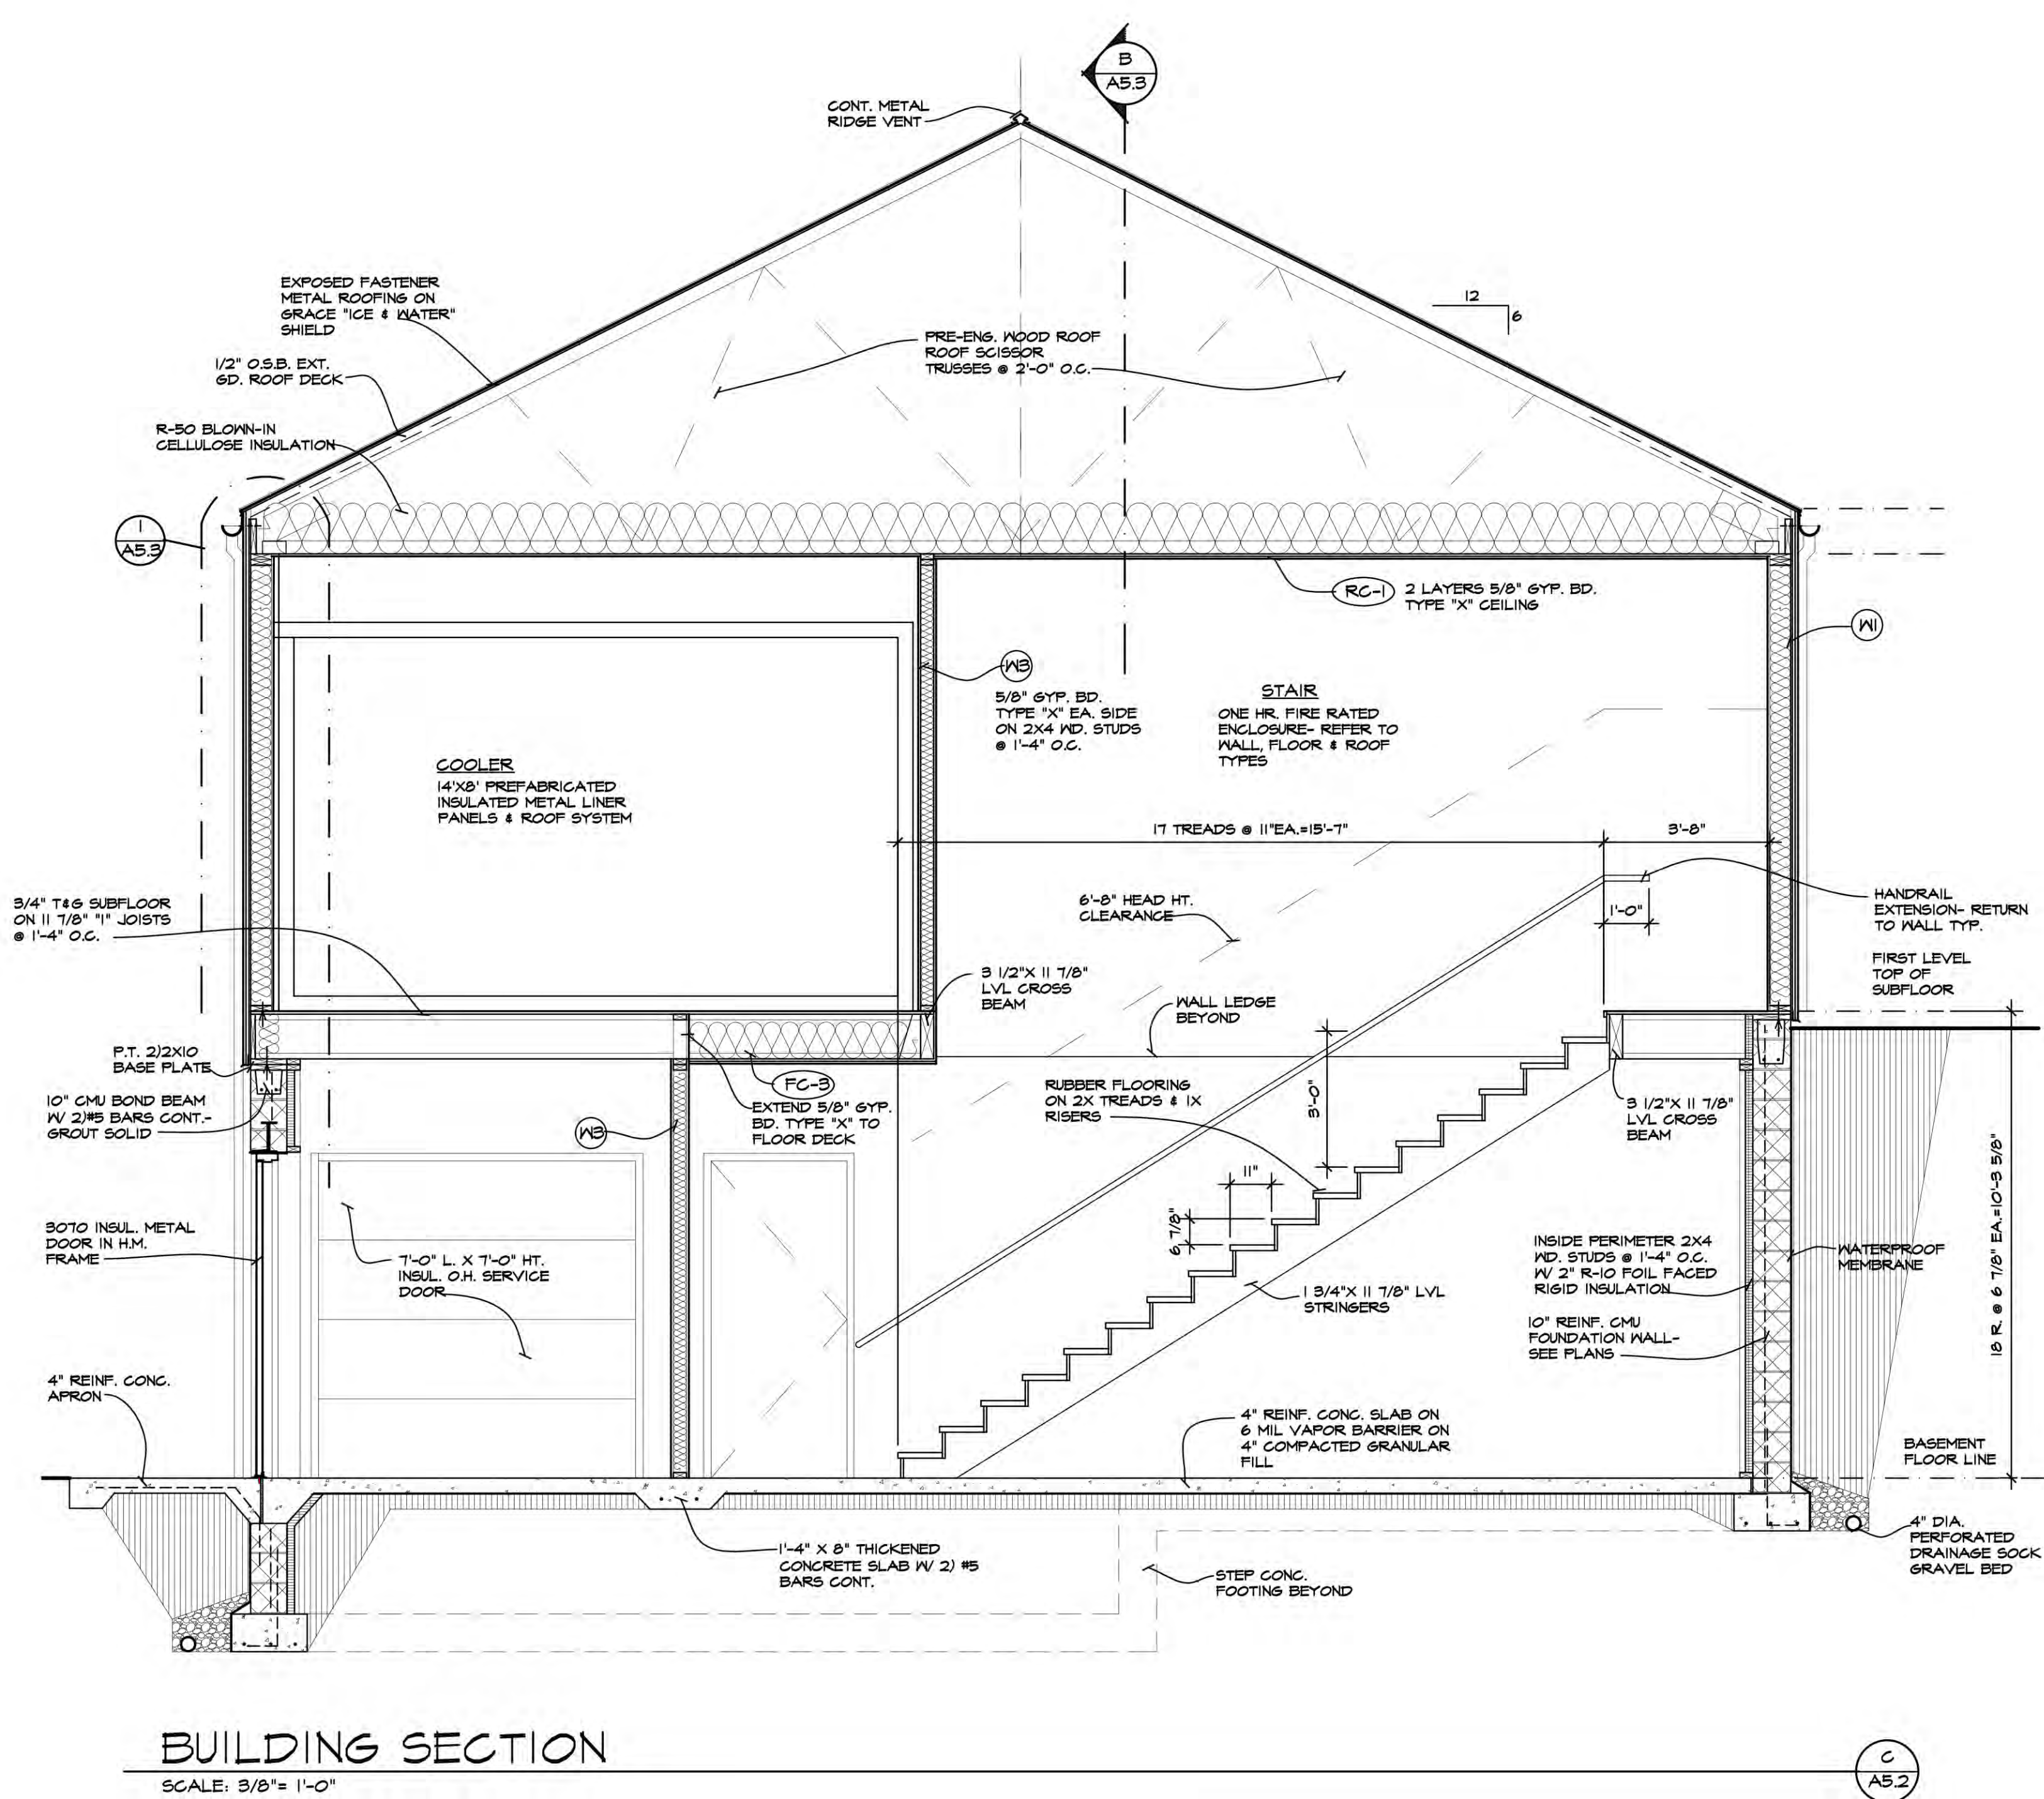 B
A5.3
CONT. METAL
RIDGE VENT
EXPOSED FASTENER
METAL ROOFING ON
GRACE "ICE & WATER"
SHIELD
12
6
PRE-ENG. WOOD ROOF
ROOF SCISSOR
TRUSSES @ 2'-0" O.C.
1/2" O.S.B. EXT.
GD. ROOF DECK
R-50 BLOWN-IN
CELLULOSE INSULATION
1
A5.3
RC-1
2 LAYERS 5/8" GYP. BD.
TYPE "X" CEILING
W1
W3
5/8" GYP. BD.
TYPE "X" EA. SIDE
ON 2X4 WD. STUDS
@ 1'-4" O.C.
STAIR
ONE HR. FIRE RATED
ENCLOSURE- REFER TO
WALL, FLOOR & ROOF
TYPES
COOLER
14'X8' PREFABRICATED
INSULATED METAL LINER
PANELS & ROOF SYSTEM
17 TREADS @ 11"EA.=15'-7"
3'-8"
3/4" T&G SUBFLOOR
ON 11 7/8" "I" JOISTS
@ 1'-4" O.C.
6'-8" HEAD HT.
CLEARANCE
1'-0"
HANDRAIL
EXTENSION- RETURN
TO WALL TYP.
FIRST LEVEL
TOP OF
SUBFLOOR
3 1/2"X 11 7/8"
LVL CROSS
BEAM
WALL LEDGE
BEYOND
P.T. 2)2X10
BASE PLATE
10" CMU BOND BEAM
W/ 2)#5 BARS CONT.-
GROUT SOLID
FC-3
EXTEND 5/8" GYP.
BD. TYPE "X" TO
FLOOR DECK
W3
RUBBER FLOORING
ON 2X TREADS & 1X
RISERS
3'-0"
3 1/2"X 11 7/8"
LVL CROSS
BEAM
11"
6 7/8"
18 R. @ 6 7/8" EA.=10'-3 5/8"
3070 INSUL. METAL
DOOR IN H.M.
FRAME
7'-0" L. X 7'-0" HT.
INSUL. O.H. SERVICE
DOOR
1 3/4"X 11 7/8" LVL
STRINGERS
INSIDE PERIMETER 2X4
WD. STUDS @ 1'-4" O.C.
W/ 2" R-10 FOIL FACED
RIGID INSULATION
WATERPROOF
MEMBRANE
10" REINF. CMU
FOUNDATION WALL-
SEE PLANS
4" REINF. CONC.
APRON
4" REINF. CONC. SLAB ON
6 MIL VAPOR BARRIER ON
4" COMPACTED GRANULAR
FILL
BASEMENT
FLOOR LINE
1'-4" X 8" THICKENED
CONCRETE SLAB W/ 2) #5
BARS CONT.
STEP CONC.
FOOTING BEYOND
4" DIA.
PERFORATED
DRAINAGE SOCK
GRAVEL BED
BUILDING SECTION
SCALE: 3/8"= 1'-0"
C
A5.2